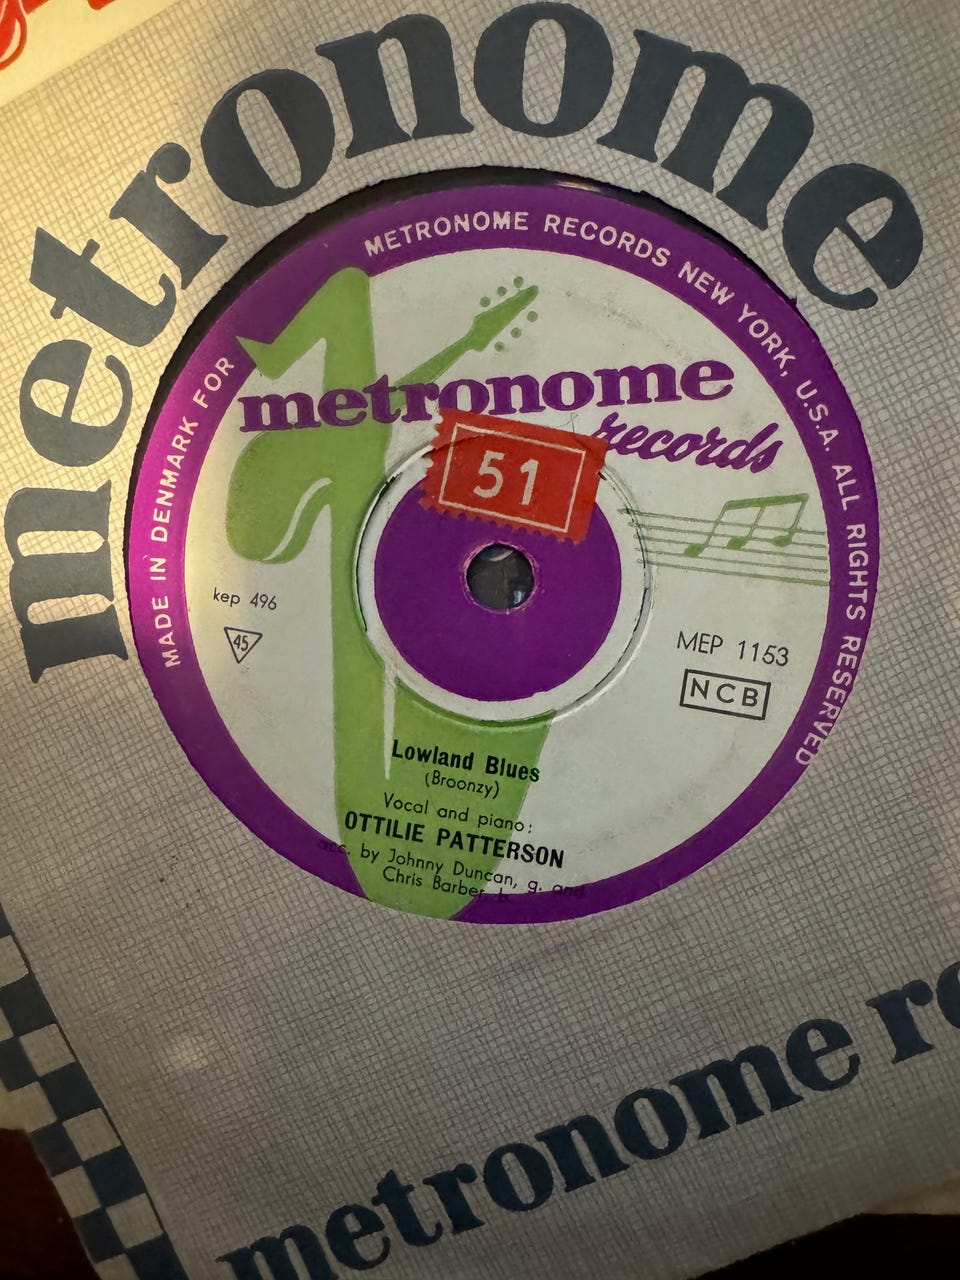 metronome
MADE IN DENMARK FOR METRONOME RECORDS NEW YORK, U.S.A. ALL RIGHTS RESERVED
metronome
records
51
kep 496
45
MEP 1153
NCB
Lowland Blues
(Broonzy)
Vocal and piano:
OTTILIE PATTERSON
acc. by Johnny Duncan, g. and
Chris Barber, b.
metronome